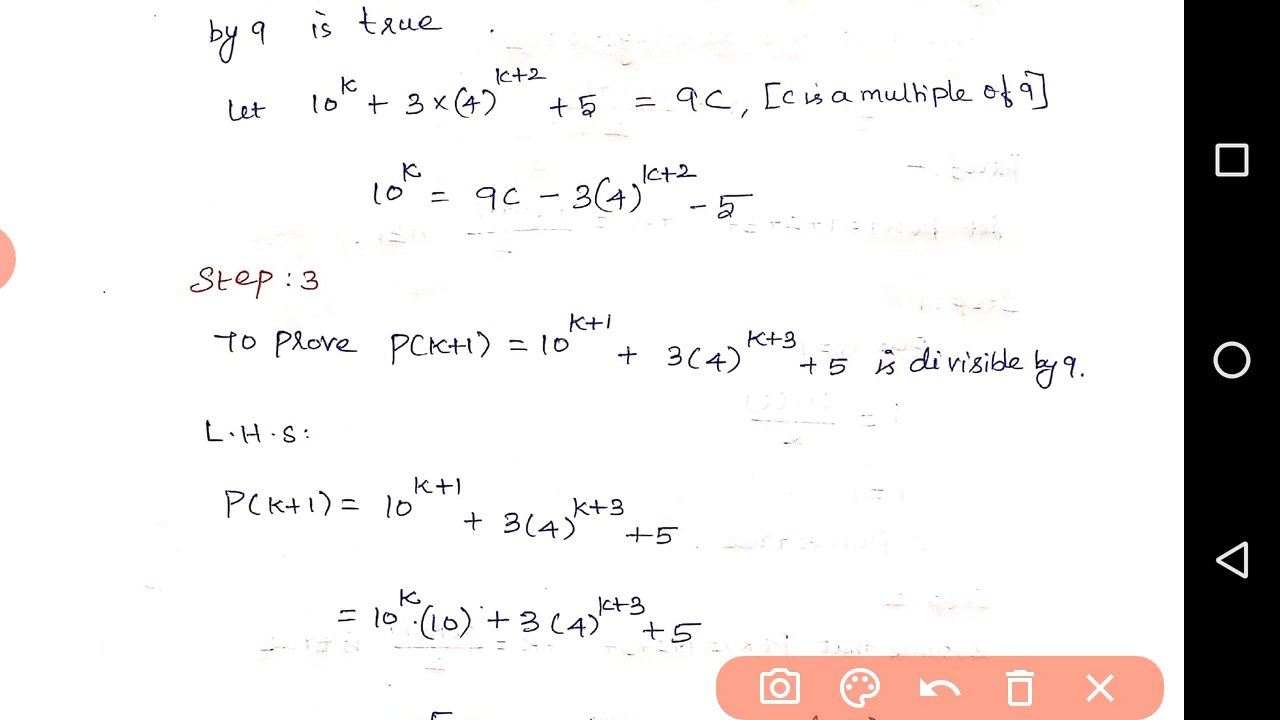 by 9 is true .
Let 10^k + 3×(4)^k+2 + 5 = 9C, [C is a multiple of 9]
10^k = 9C - 3(4)^k+2 - 5
Step : 3
To prove P(k+1) = 10^k+1 + 3(4)^k+3 + 5 is divisible by 9.
L.H.S:
P(k+1) = 10^k+1 + 3(4)^k+3 + 5
= 10^k.(10) + 3(4)^k+3 + 5